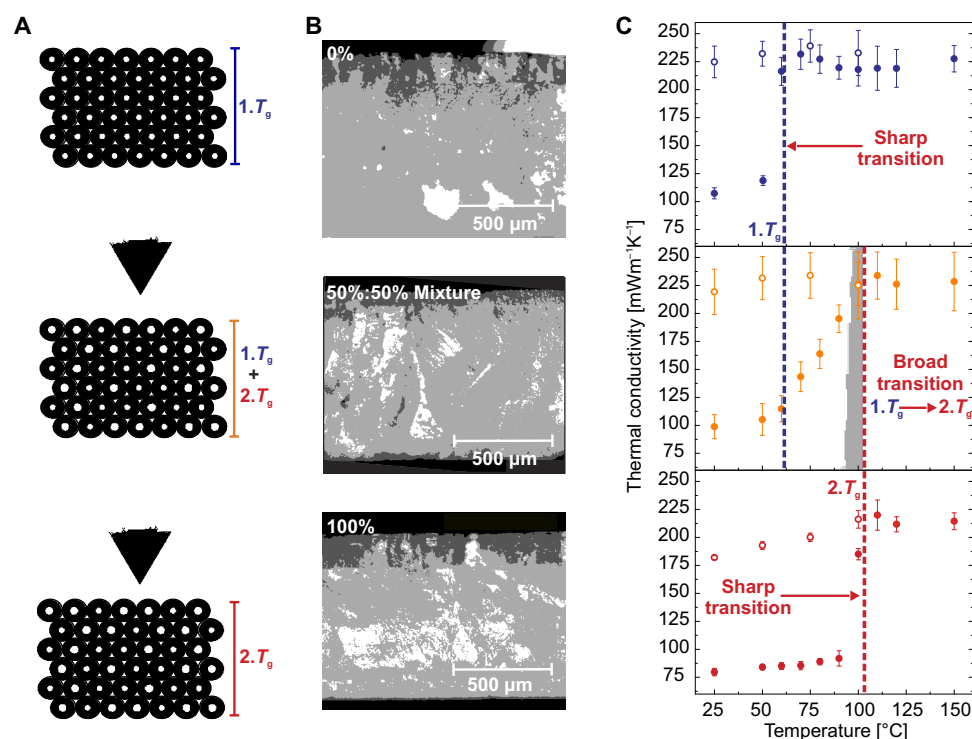 A
1.Tg
1.Tg
+
2.Tg
2.Tg
B
0%
500 µm
50%:50% Mixture
500 µm
100%
500 µm
C
Thermal conductivity [mWm⁻¹K⁻¹]
225
200
175
150
125
100
75
Sharp
transition
1.Tg
225
200
175
150
125
100
75
Broad
transition
1.Tg
2.Tg
225
200
175
150
125
100
75
2.Tg
Sharp
transition
25
50
75
100
125
150
Temperature [°C]